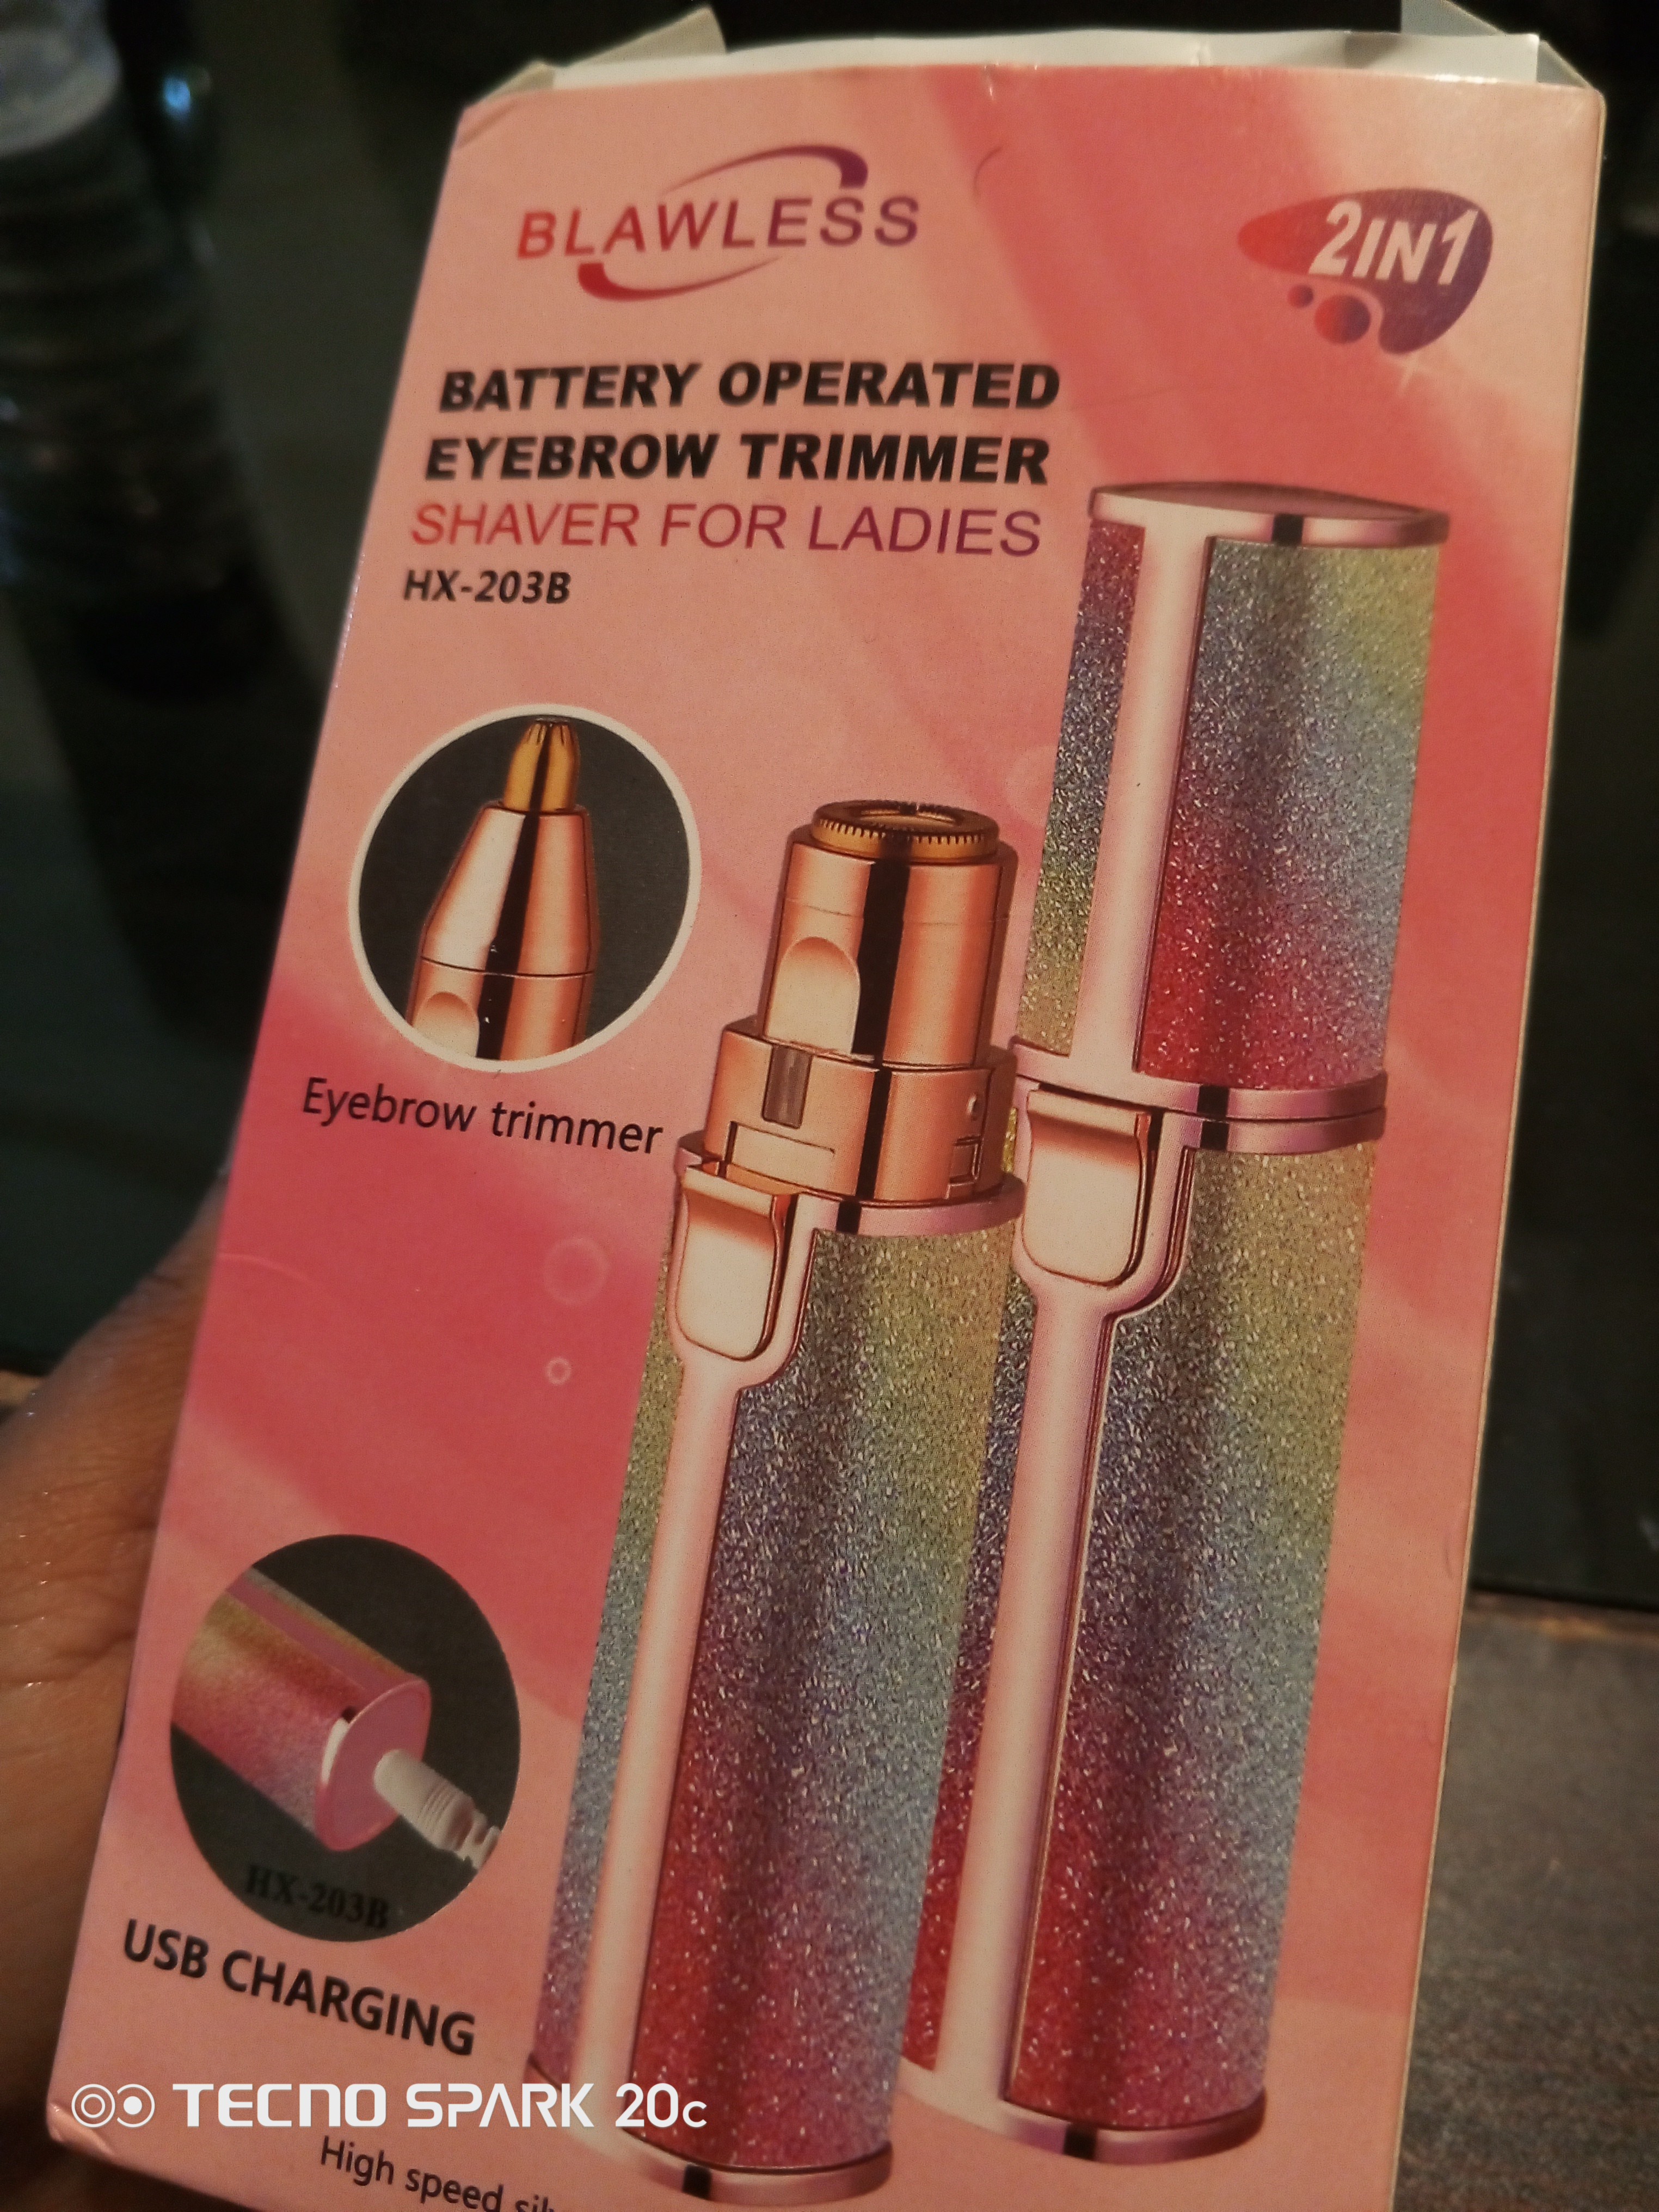 BLAWLESS
2IN1
BATTERY OPERATED
EYEBROW TRIMMER
SHAVER FOR LADIES
HX-203B
Eyebrow trimmer
HX-203B
USB CHARGING
TECNO SPARK 20c
High speed